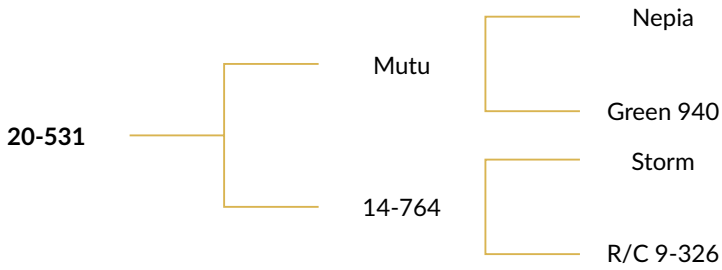 Nepia
Mutu
Green 940
20-531
Storm
14-764
R/C 9-326